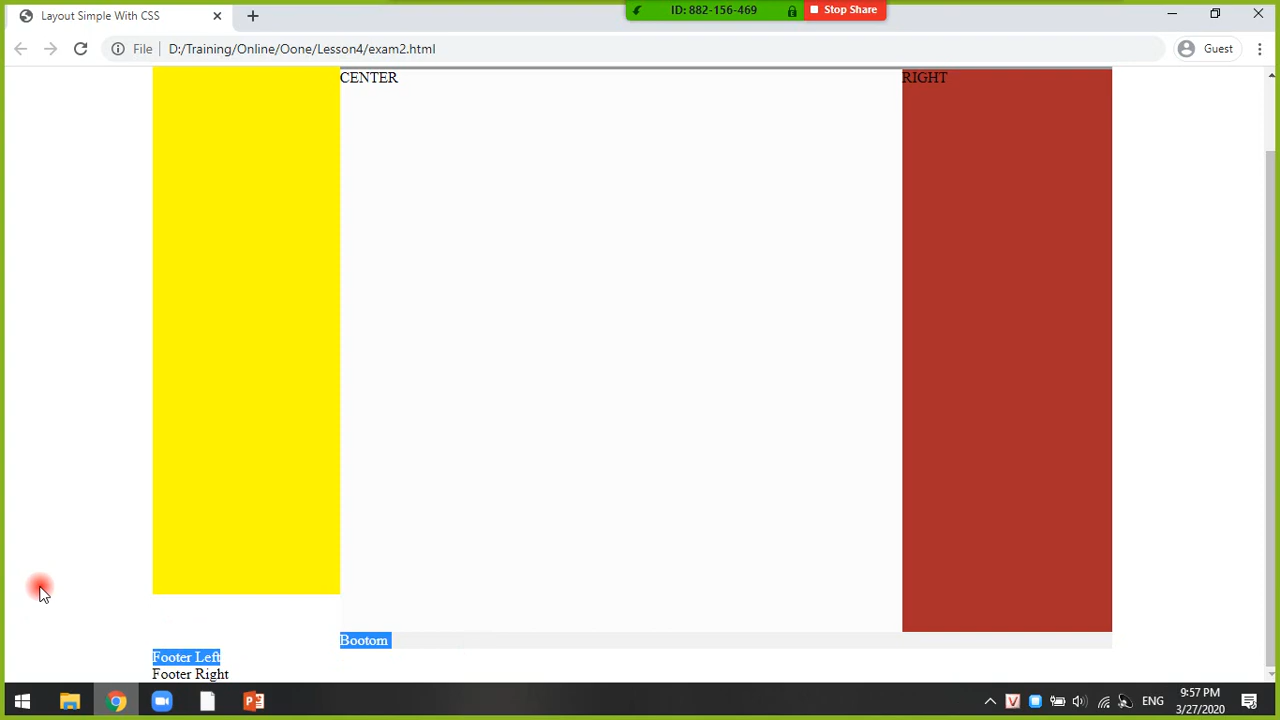 Layout Simple With CSS
ID: 882-156-469
Stop Share
File
D:/Training/Online/Oone/Lesson4/exam2.html
Guest
CENTER
RIGHT
Bootom
Footer Left
Footer Right
ENG
9:57 PM
3/27/2020